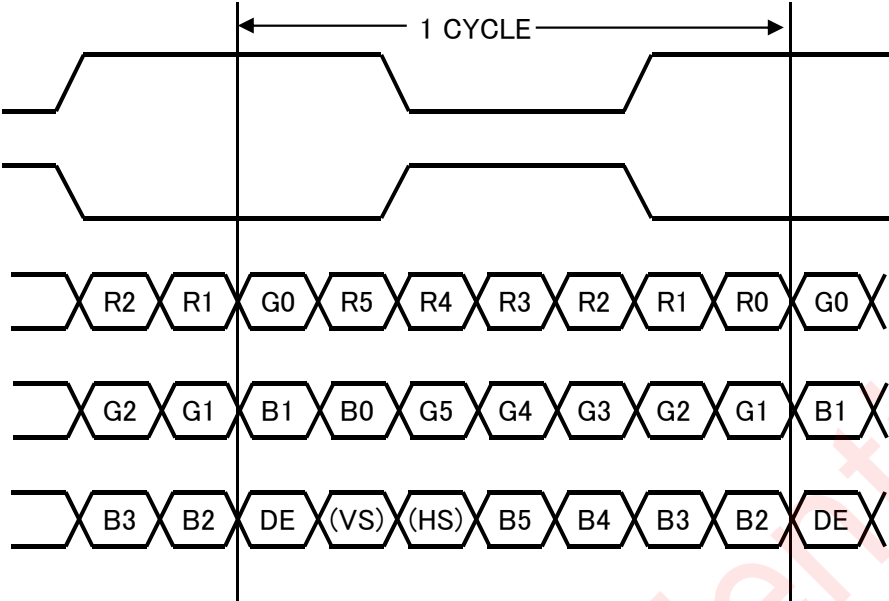 1 CYCLE
R2 R1 G0 R5 R4 R3 R2 R1 R0 G0
G2 G1 B1 B0 G5 G4 G3 G2 G1 B1
B3 B2 DE (VS) (HS) B5 B4 B3 B2 DE